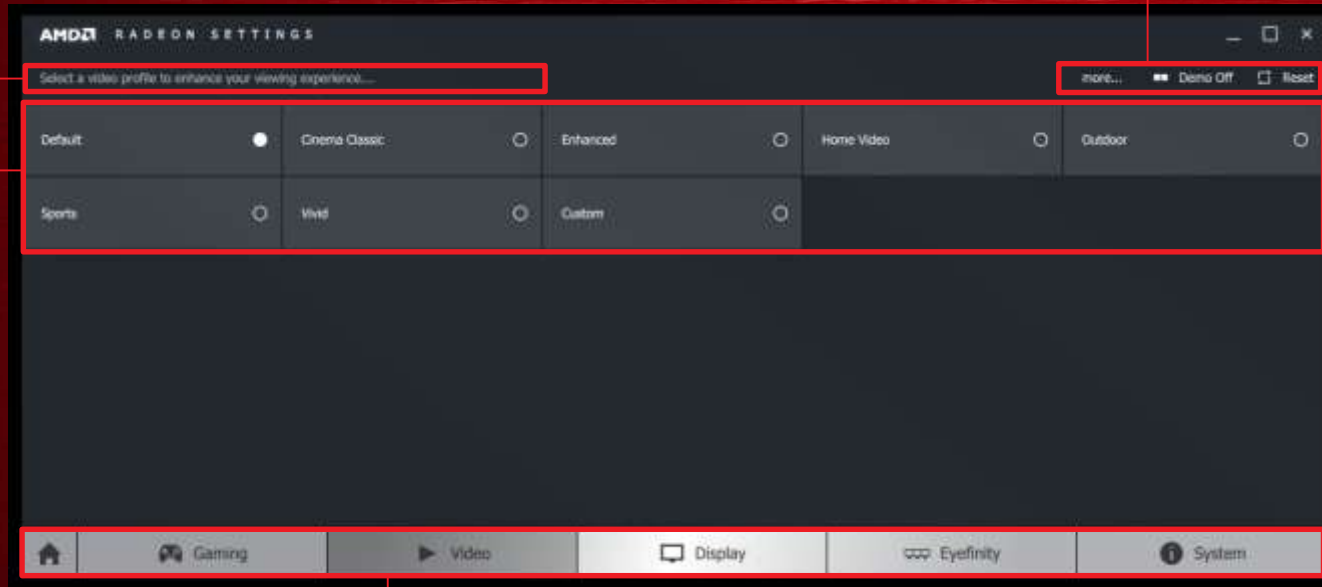 AMD RADEON SETTINGS
Select a video profile to enhance your viewing experience....
more... Demo Off Reset
Default Cinema Classic Enhanced Home Video Outdoor
Sports Vivid Custom
Gaming Video Display Eyefinity System